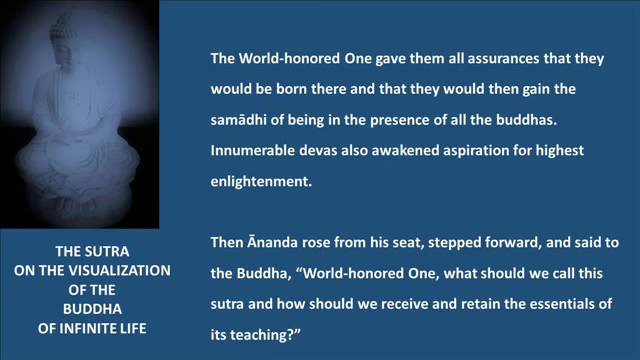 The World-honored One gave them all assurances that they
would be born there and that they would then gain the
samādhi of being in the presence of all the buddhas.
Innumerable devas also awakened aspiration for highest
enlightenment.
Then Ānanda rose from his seat, stepped forward, and said to
the Buddha, “World-honored One, what should we call this
sutra and how should we receive and retain the essentials of
its teaching?”
THE SUTRA
ON THE VISUALIZATION
OF THE
BUDDHA
OF INFINITE LIFE